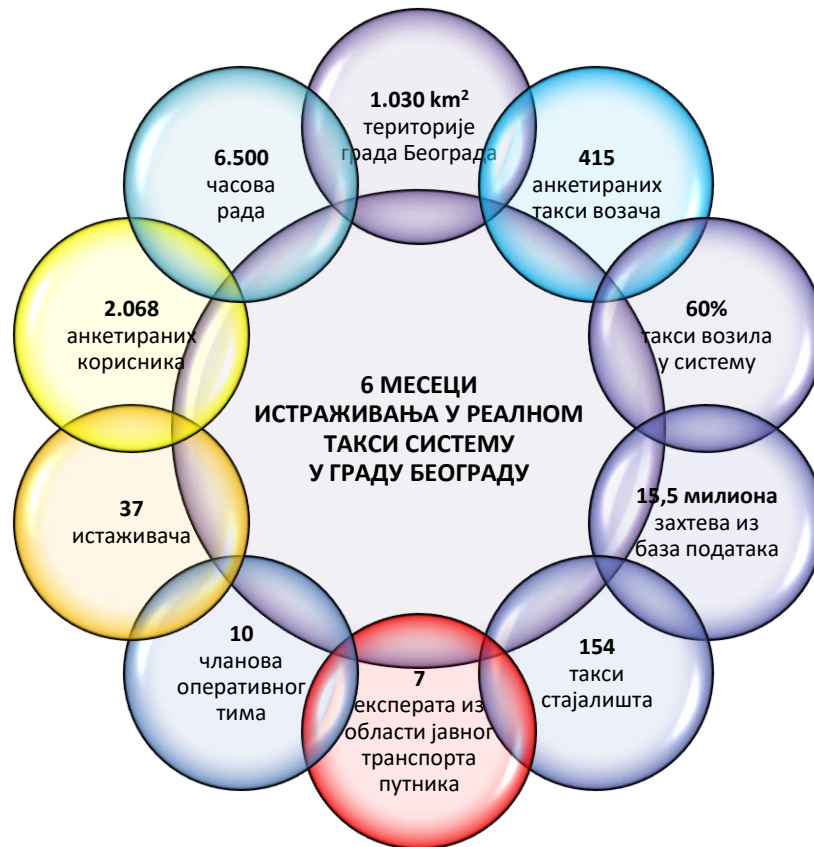 1.030 km²
територије
града Београда
415
анкетираних
такси возача
60%
такси возила
у систему
15,5 милиона
захтева из
база података
154
такси
стајалишта
7
експерата из
области јавног
транспорта
путника
10
чланова
оперативног
тима
37
истаживача
2.068
анкетираних
корисника
6.500
часова
рада
6 МЕСЕЦИ
ИСТРАЖИВАЊА У РЕАЛНОМ
ТАКСИ СИСТЕМУ
У ГРАДУ БЕОГРАДУ